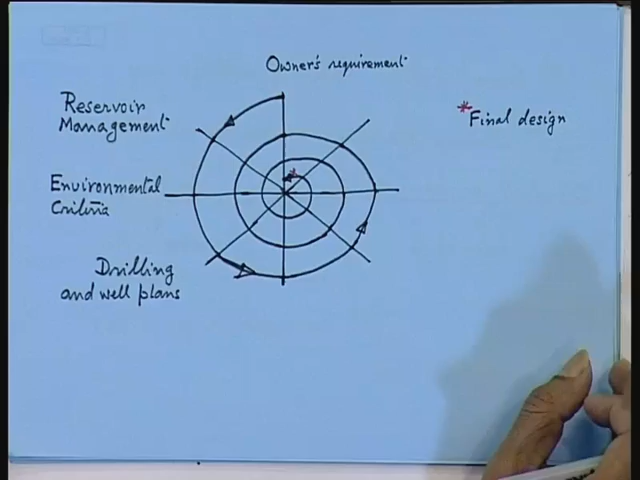 Owner's requirement
Reservoir
Management
*Final design
Environmental
Criteria
Drilling
and well plans